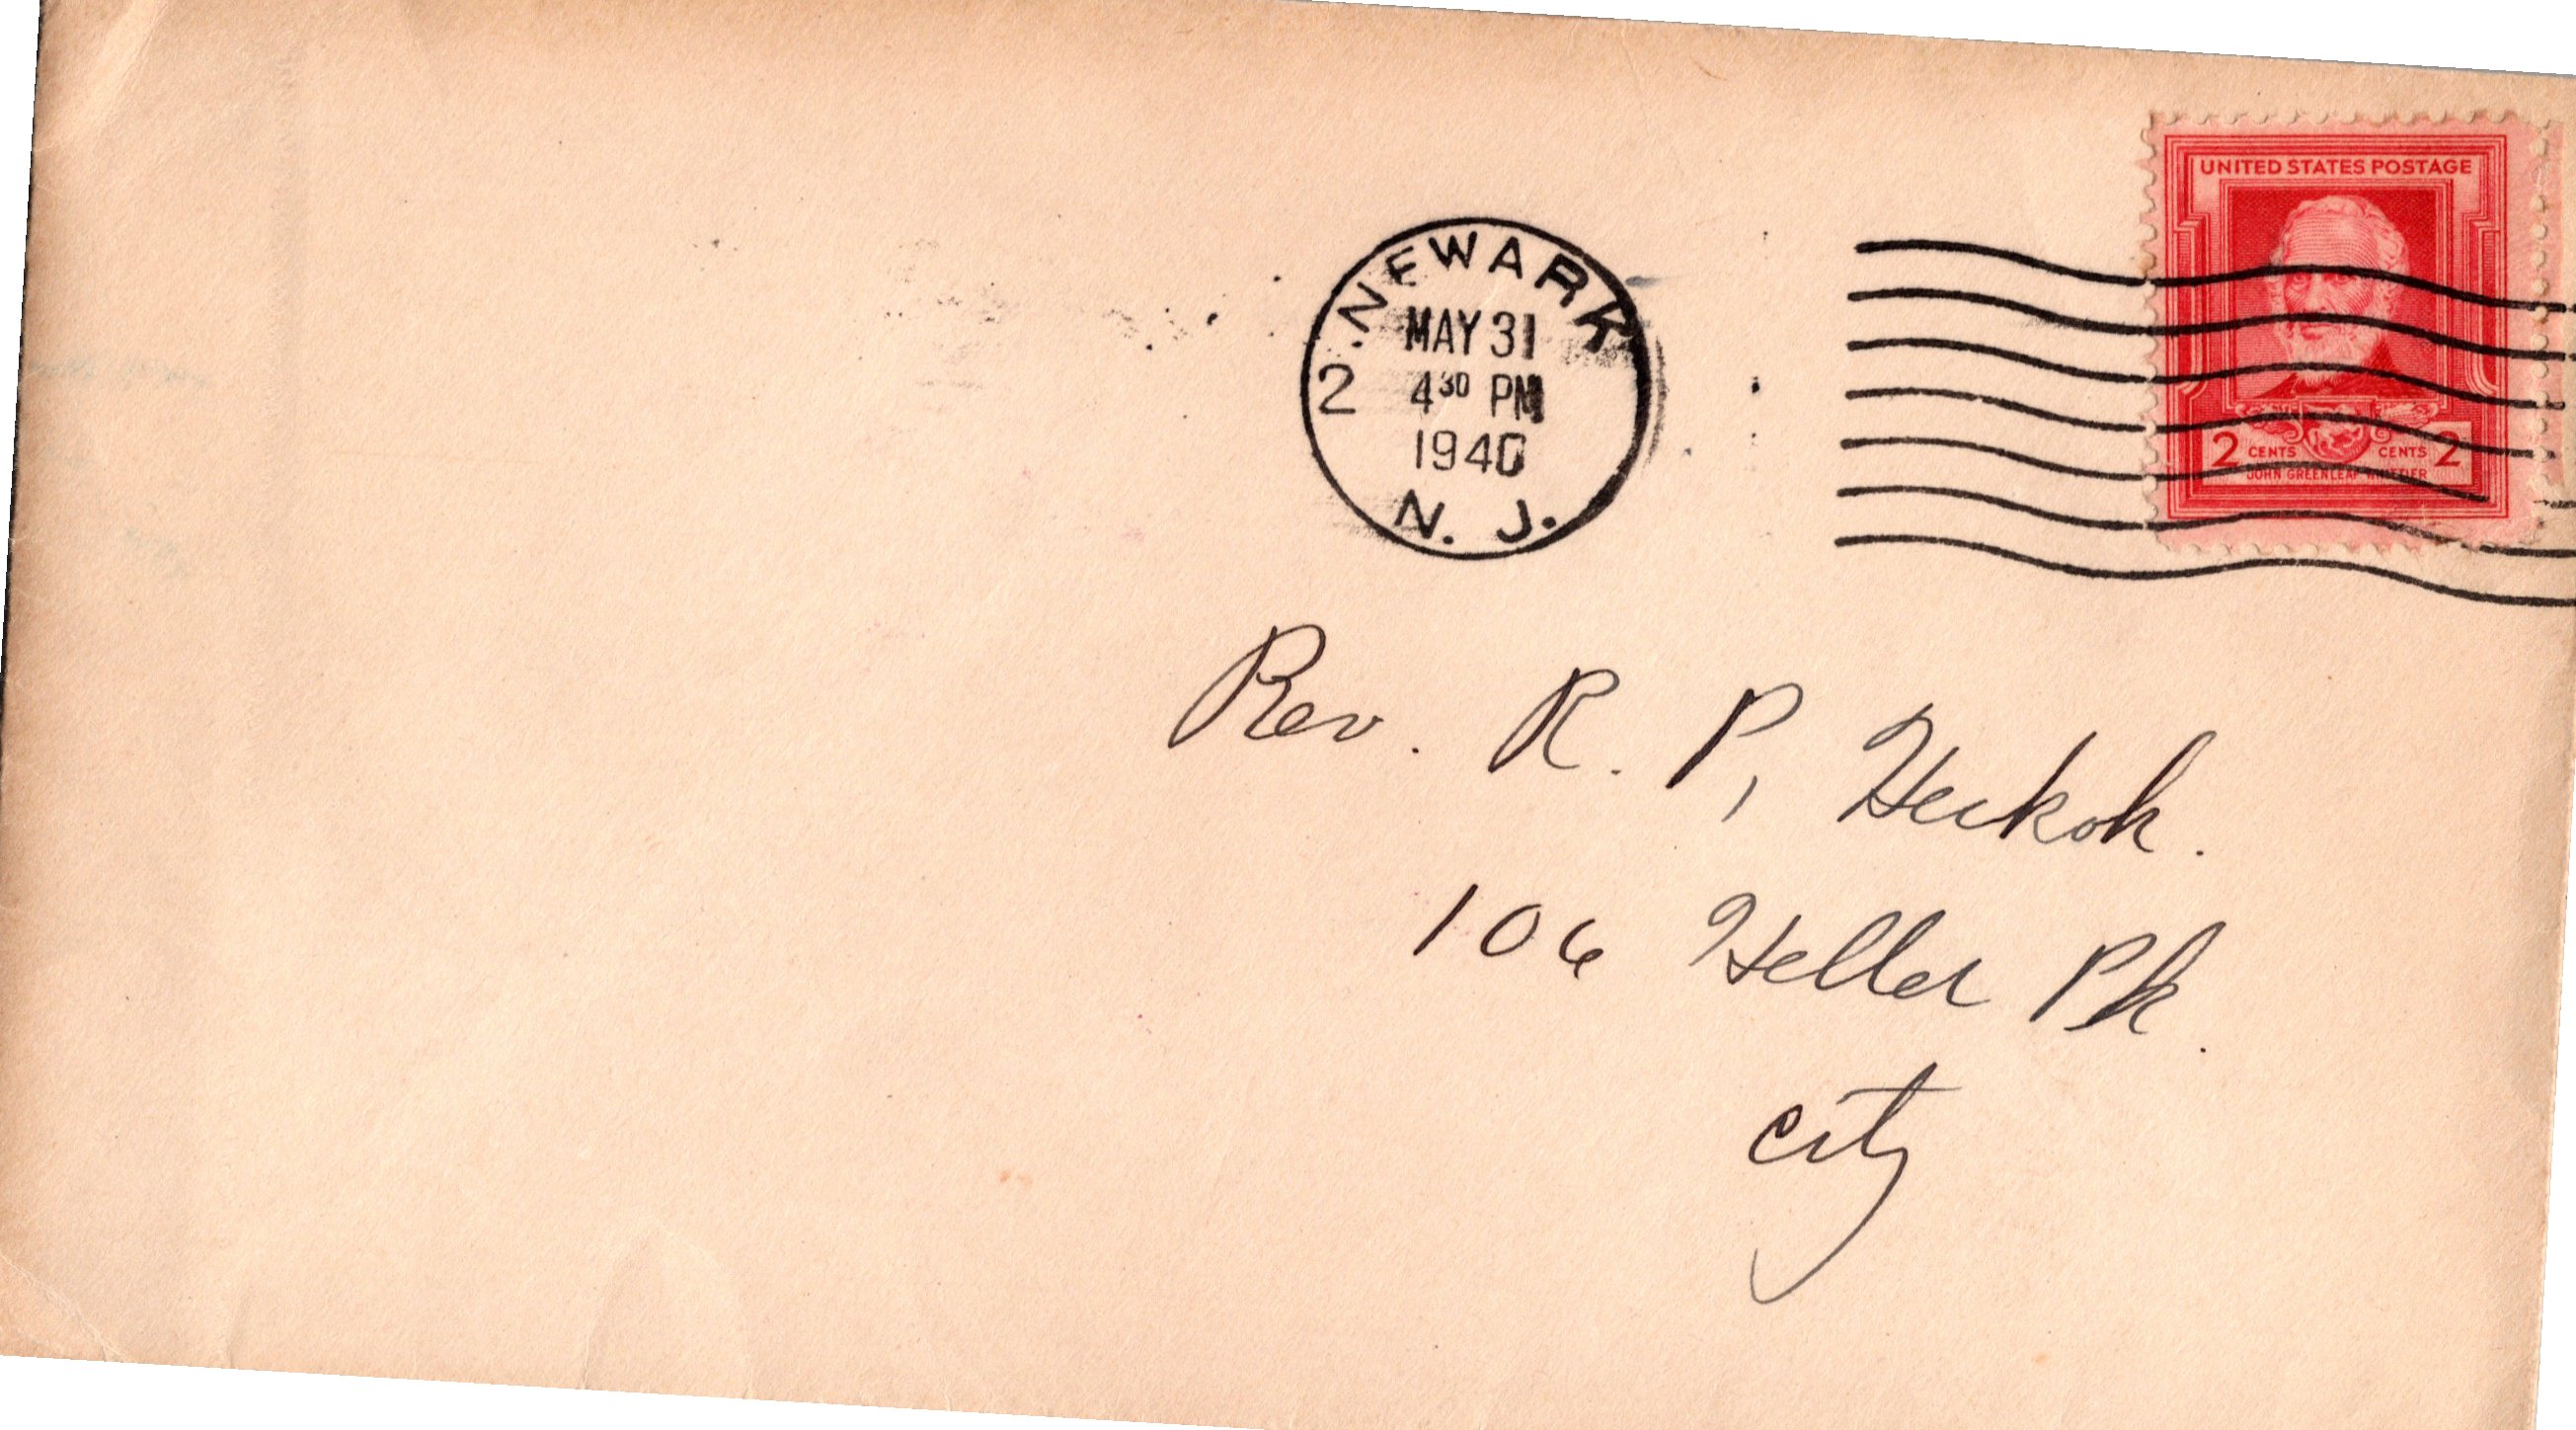 UNITED STATES POSTAGE
2 CENTS CENTS 2
JOHN GREENLEAF WHITTIER
NEWARK
2
MAY 31
4 30 PM
1940
N. J.
Rev. R. P,
106 Heller Pk.
city